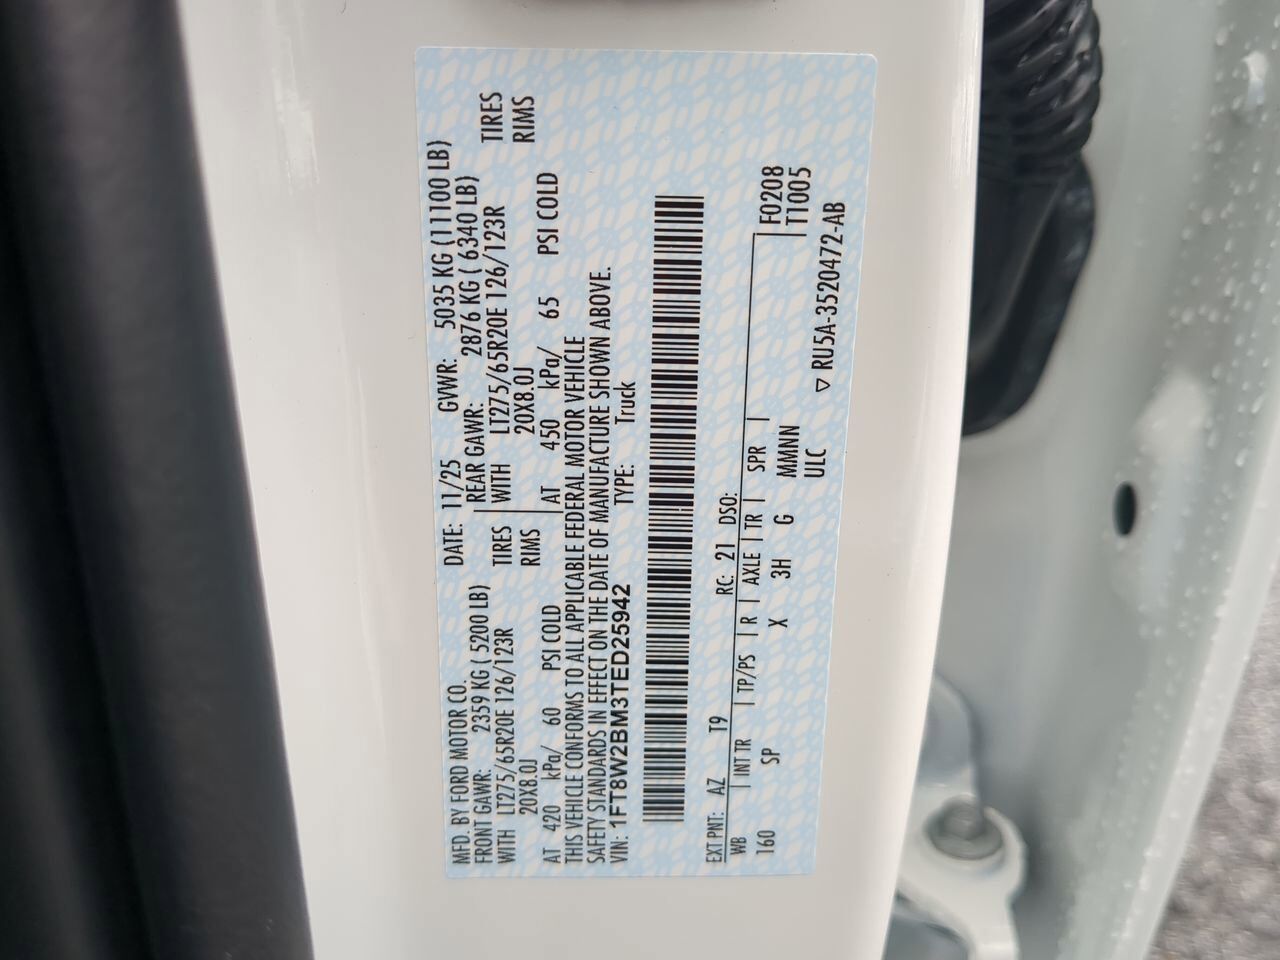 MFD. BY FORD MOTOR CO. DATE: 11/25 GVWR: 5035 KG (11100 LB)
FRONT GAWR: 2359 KG ( 5200 LB) REAR GAWR: 2876 KG ( 6340 LB)
WITH LT275/65R20E 126/123R TIRES WITH LT275/65R20E 126/123R TIRES
20X8.0J RIMS 20X8.0J RIMS
AT 420 kPa/ 60 PSI COLD AT 450 kPa/ 65 PSI COLD
THIS VEHICLE CONFORMS TO ALL APPLICABLE FEDERAL MOTOR VEHICLE
SAFETY STANDARDS IN EFFECT ON THE DATE OF MANUFACTURE SHOWN ABOVE.
VIN: 1FT8W2BM3TED25942 TYPE: Truck
EXT PNT: AZ T9 RC: 21 DSO:
WB | INT TR | TP/PS | R | AXLE | TR | SPR | F0208
160 SP X 3H G MMMNN T1005
ULC
▽ RU5A-3520472-AB